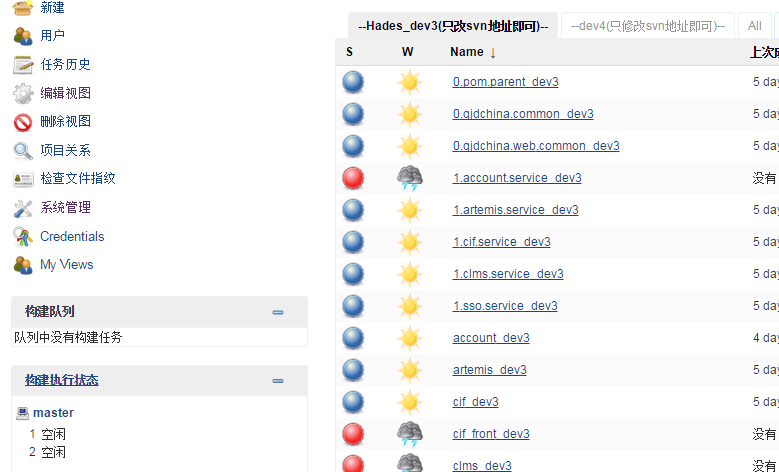 新建
用户
任务历史
编辑视图
删除视图
项目关系
检查文件指纹
系统管理
Credentials
My Views
构建队列
队列中没有构建任务
构建执行状态
master
1 空闲
2 空闲
--Hades_dev3(只改svn地址即可)-- --dev4(只修改svn地址即可)-- All
S W Name ↓ 上次
0.pom.parent_dev3 5 day
0.qjdchina.common_dev3 5 day
0.qjdchina.web.common_dev3 5 day
1.account.service_dev3 没有
1.artemis.service_dev3 5 day
1.cif.service_dev3 5 day
1.clms.service_dev3 5 day
1.sso.service_dev3 5 day
account_dev3 4 day
artemis_dev3 5 day
cif_dev3 5 day
cif_front_dev3 没有
clms_dev3 5 day